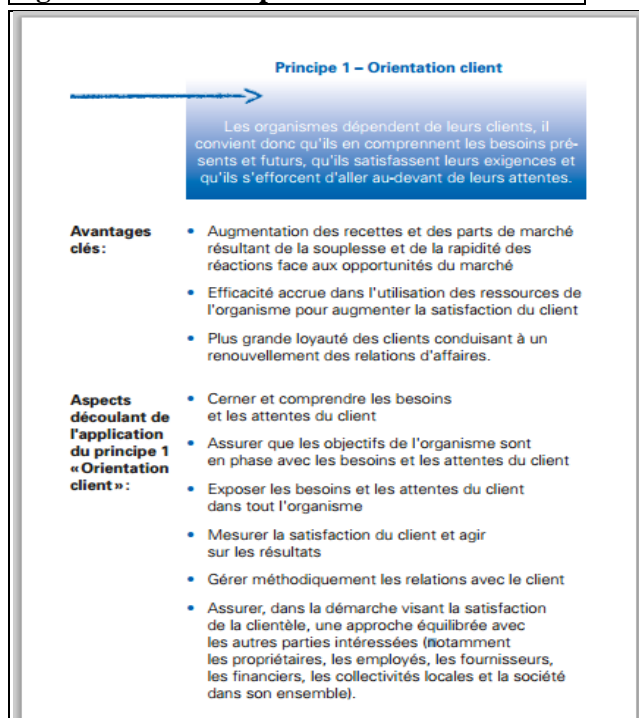 Principe 1 – Orientation client
Les organismes dépendent de leurs clients, il
convient donc qu'ils en comprennent les besoins pré-
sents et futurs, qu'ils satisfassent leurs exigences et
qu'ils s'efforcent d'aller au-devant de leurs attentes.
Avantages
clés :
• Augmentation des recettes et des parts de marché
résultant de la souplesse et de la rapidité des
réactions face aux opportunités du marché
• Efficacité accrue dans l'utilisation des ressources de
l'organisme pour augmenter la satisfaction du client
• Plus grande loyauté des clients conduisant à un
renouvellement des relations d'affaires.
Aspects
découlant de
l'application
du principe 1
«Orientation
client» :
• Cerner et comprendre les besoins
et les attentes du client
• Assurer que les objectifs de l'organisme sont
en phase avec les besoins et les attentes du client
• Exposer les besoins et les attentes du client
dans tout l'organisme
• Mesurer la satisfaction du client et agir
sur les résultats
• Gérer méthodiquement les relations avec le client
• Assurer, dans la démarche visant la satisfaction
de la clientèle, une approche équilibrée avec
les autres parties intéressées (notamment
les propriétaires, les employés, les fournisseurs,
les financiers, les collectivités locales et la société
dans son ensemble).